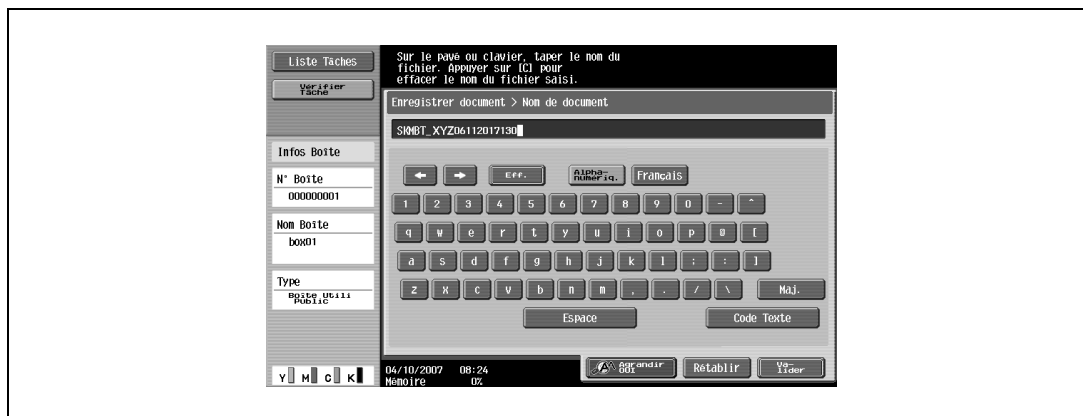 Liste Tâches
Vérifier
Tâche
Sur le pavé ou clavier, taper le nom du
fichier. Appuyer sur [C] pour
effacer le nom du fichier saisi.
Enregistrer document > Nom de document
SKMBT_XYZ06112017130
Infos Boîte
N° Boîte
000000001
Nom Boîte
box01
Type
Boîte Utili
Public
← → Eff. Alpha-
numériq. Français
1 2 3 4 5 6 7 8 9 0 - ^
q w e r t y u i o p @ [
a s d f g h j k l ; : ]
z x c v b n m , . / \ Maj.
Espace Code Texte
Y M C K
04/10/2007 08:24
Mémoire 0%
Agrandir
OUI
Rétablir
Va-
lider